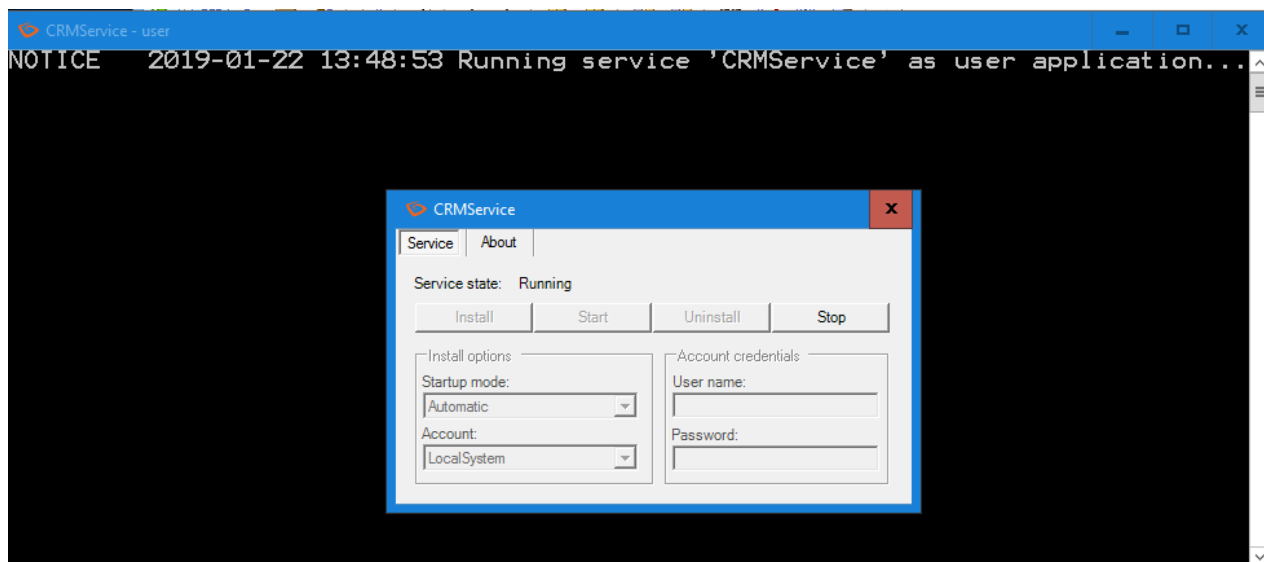 CRMService - user
NOTICE 2019-01-22 13:48:53 Running service 'CRMService' as user application...
CRMService
Service About
Service state: Running
Install Start Uninstall Stop
Install options Account credentials
Startup mode: User name:
Automatic
Account: Password:
LocalSystem